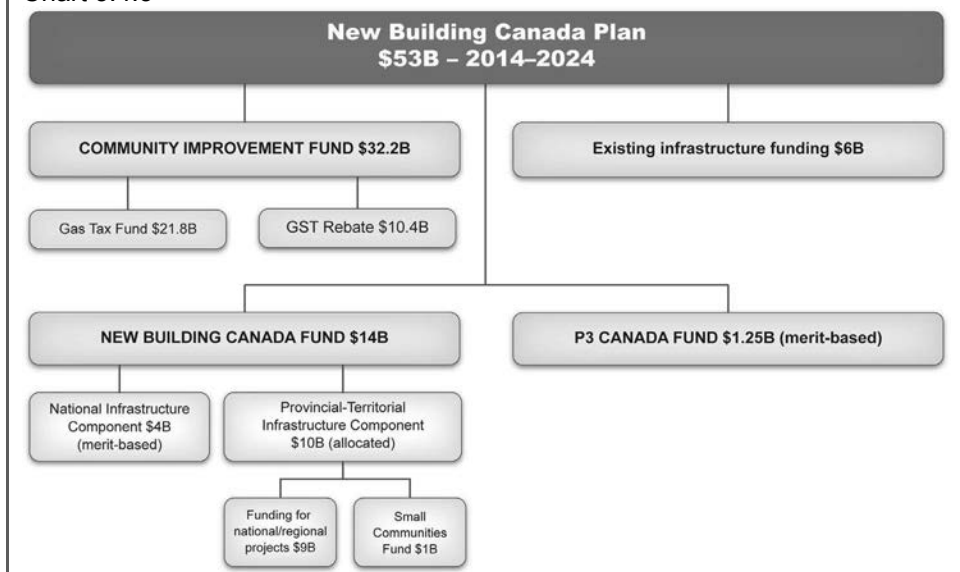 New Building Canada Plan
$53B – 2014–2024
COMMUNITY IMPROVEMENT FUND $32.2B
Existing infrastructure funding $6B
Gas Tax Fund $21.8B
GST Rebate $10.4B
NEW BUILDING CANADA FUND $14B
P3 CANADA FUND $1.25B (merit-based)
National Infrastructure
Component $4B
(merit-based)
Provincial-Territorial
Infrastructure Component
$10B (allocated)
Funding for
national/regional
projects $9B
Small
Communities
Fund $1B